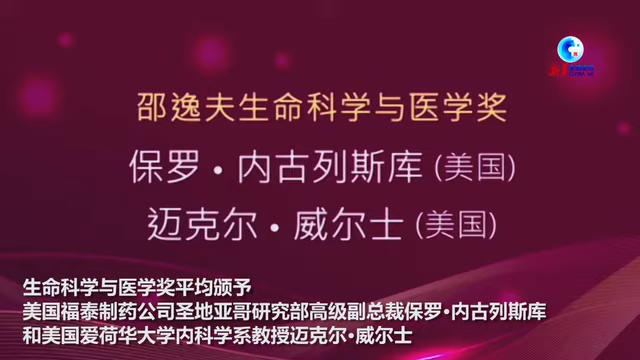 邵逸夫生命科学与医学奖
保罗·内古列斯库(美国)
迈克尔·威尔士(美国)
生命科学与医学奖平均颁予
美国福泰制药公司圣地亚哥研究部高级副总裁保罗·内古列斯库
和美国爱荷华大学内科学系教授迈克尔·威尔士